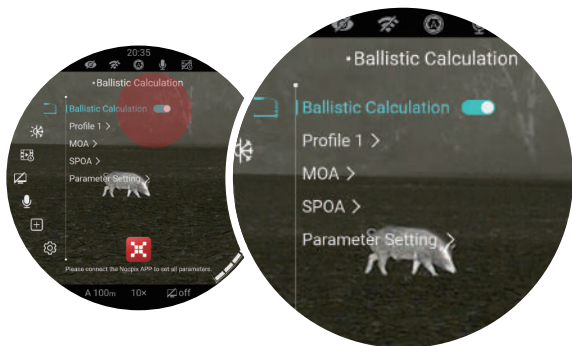 20:35
•Ballistic Calculation
Ballistic Calculation
Profile 1 >
MOA >
SPOA >
Parameter Setting >
Please connect the Nocpix APP to set all parameters.
A 100m 10× off
•Ballistic Calculation
Ballistic Calculation
Profile 1 >
MOA >
SPOA >
Parameter Setting >